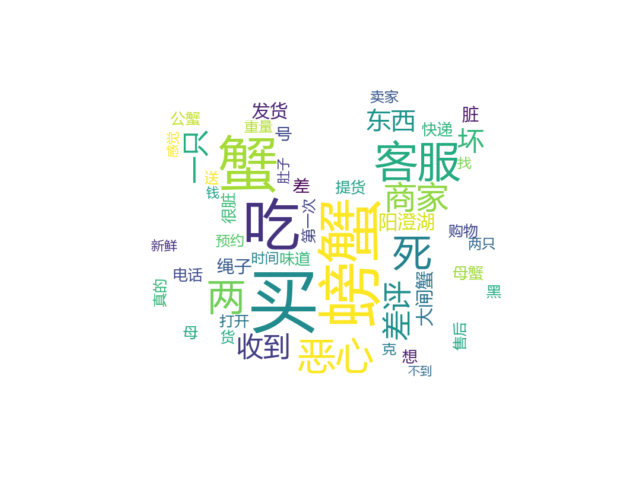 卖家
公蟹
发货
东西
脏
重量
号
快递
坏
感觉
一只
蟹
客服
找
肚子
送
差
提货
商家
钱
很脏
吃
第一次
螃蟹
阳澄湖
购物
新鲜
预约
死
两只
时间
味道
电话
绳子
母蟹
真的
两
买
差评
大闸蟹
黑
打开
母
货
收到
恶心
克
想
售后
不到